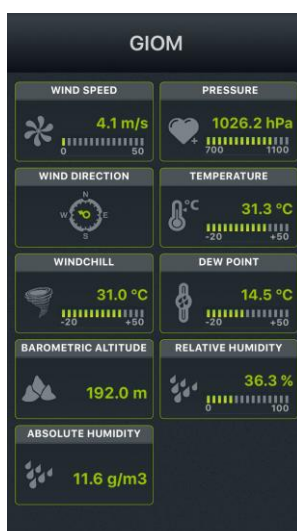 GIOM
WIND SPEED
4.1 m/s
0 50
PRESSURE
1026.2 hPa
700 1100
WIND DIRECTION
N
W E
S
TEMPERATURE
°C
31.3 °C
-20 +50
WINDCHILL
31.0 °C
-20 +50
DEW POINT
14.5 °C
-20 +50
BAROMETRIC ALTITUDE
192.0 m
RELATIVE HUMIDITY
36.3 %
0 100
ABSOLUTE HUMIDITY
11.6 g/m3